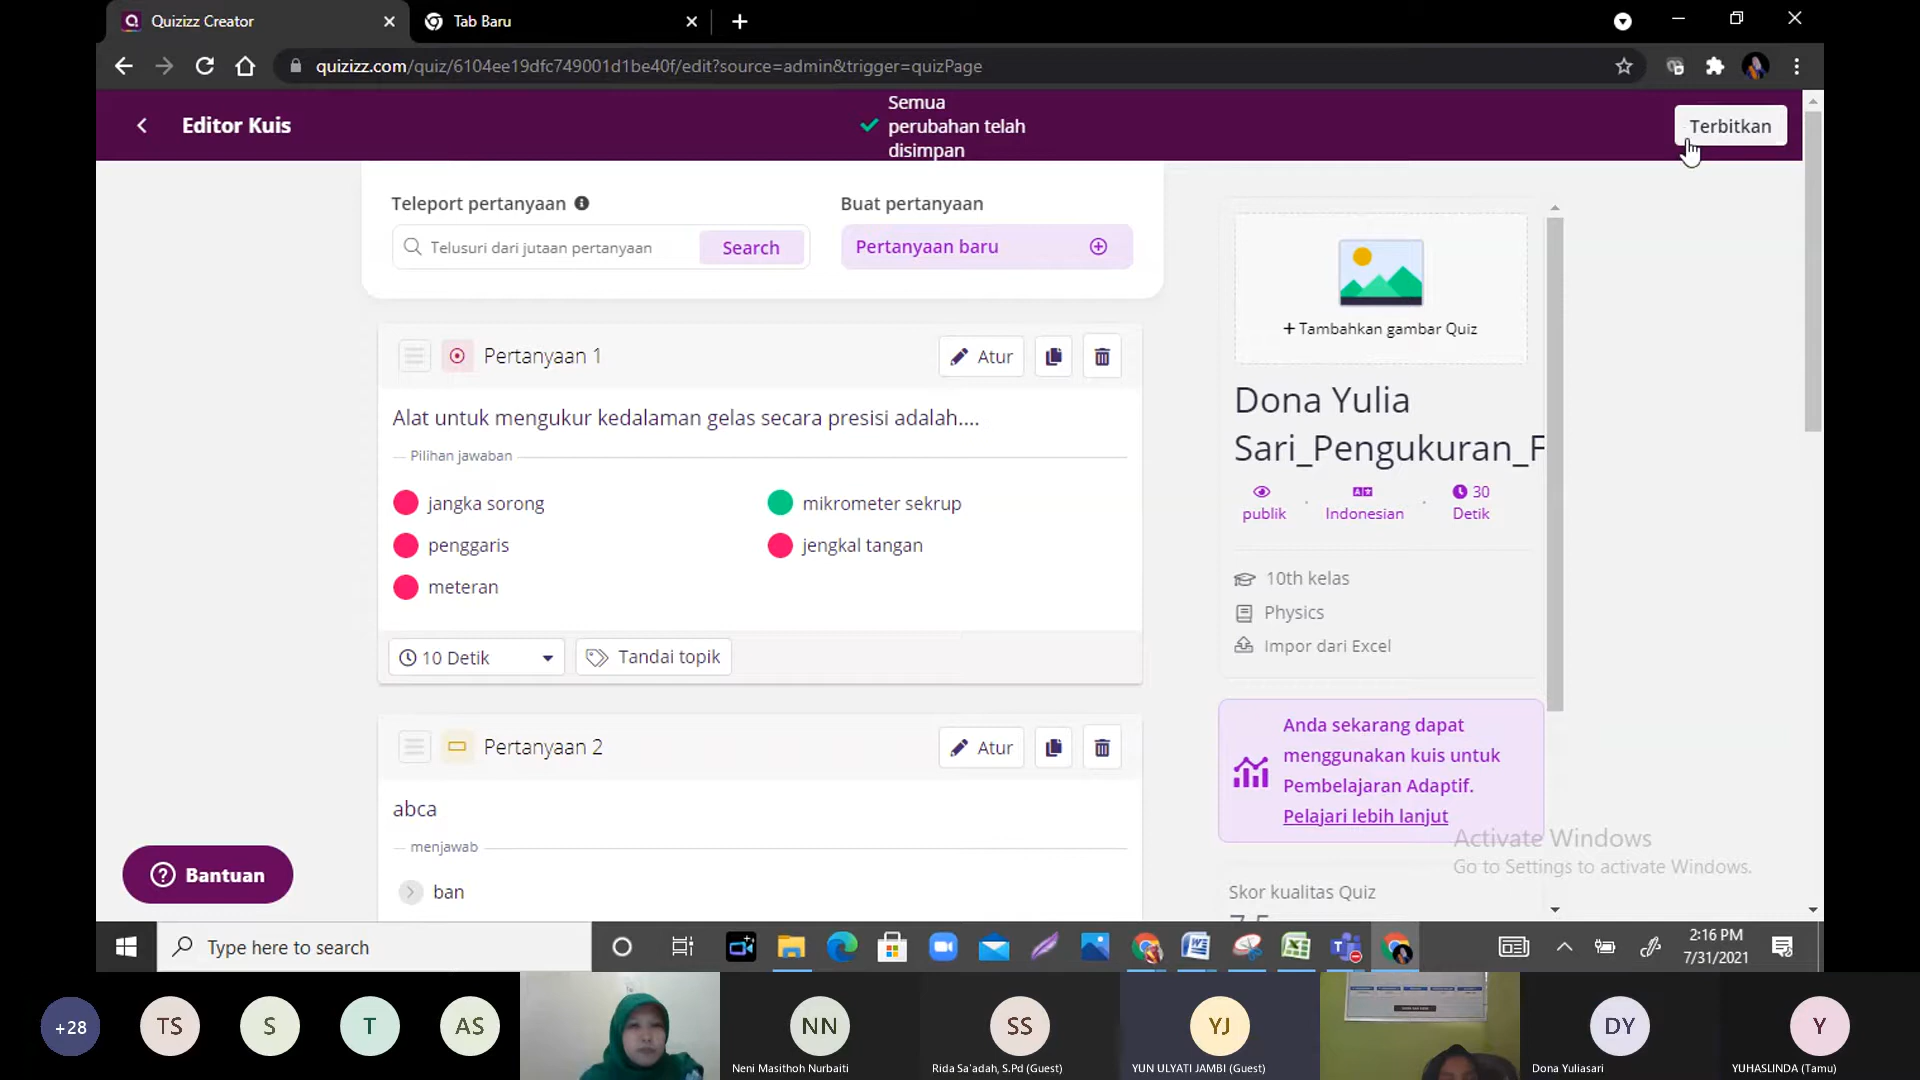 Quizizz Creator
Tab Baru
quizizz.com/quiz/6104ee19dfc749001d1be40f/edit?source=admin&trigger=quizPage
Editor Kuis
Semua
perubahan telah
disimpan
Terbitkan
Teleport pertanyaan
Buat pertanyaan
Telusuri dari jutaan pertanyaan
Search
Pertanyaan baru
+ Tambahkan gambar Quiz
Pertanyaan 1
Atur
Alat untuk mengukur kedalaman gelas secara presisi adalah....
Pilihan jawaban
jangka sorong
mikrometer sekrup
penggaris
jengkal tangan
meteran
10 Detik
Tandai topik
Dona Yulia
Sari_Pengukuran_F
publik
Indonesian
30
Detik
10th kelas
Physics
Impor dari Excel
Pertanyaan 2
Atur
abca
menjawab
ban
Anda sekarang dapat
menggunakan kuis untuk
Pembelajaran Adaptif.
Pelajari lebih lanjut
Activate Windows
Go to Settings to activate Windows.
Skor kualitas Quiz
Bantuan
Type here to search
2:16 PM
7/31/2021
+28
TS
S
T
AS
NN
Neni Masithoh Nurbaiti
SS
Rida Sa'adah, S.Pd (Guest)
YJ
YUN ULYATI JAMBI (Guest)
DY
Dona Yuliasari
Y
YUHASLINDA (Tamu)